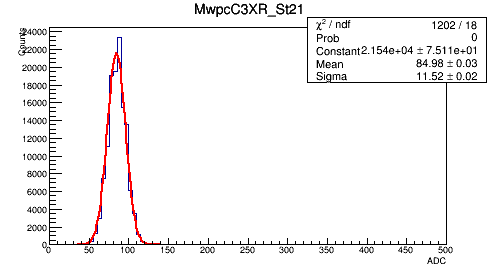 MwpcC3XR_St21
χ² / ndf 1202 / 18
Prob 0
Constant 2.154e+04 ± 7.511e+01
Mean 84.98 ± 0.03
Sigma 11.52 ± 0.02
Counts
24000
22000
20000
18000
16000
14000
12000
10000
8000
6000
4000
2000
0
0 50 100 150 200 250 300 350 400 450 500
ADC